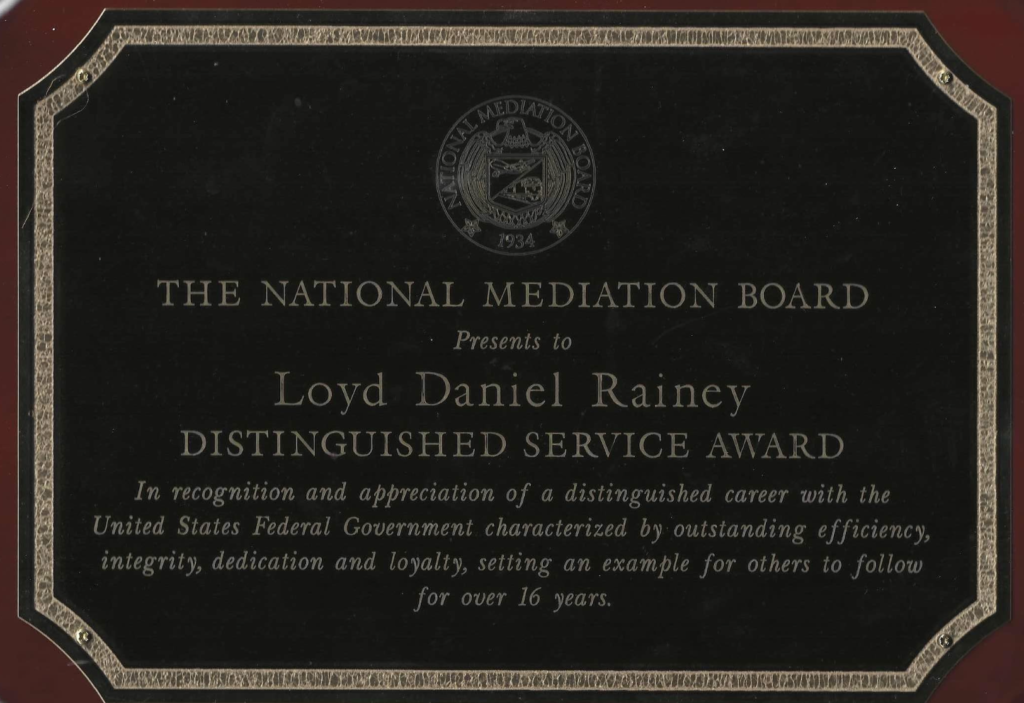 NATIONAL MEDIATION BOARD
1934
THE NATIONAL MEDIATION BOARD
Presents to
Loyd Daniel Rainey
DISTINGUISHED SERVICE AWARD
In recognition and appreciation of a distinguished career with the
United States Federal Government characterized by outstanding efficiency,
integrity, dedication and loyalty, setting an example for others to follow
for over 16 years.